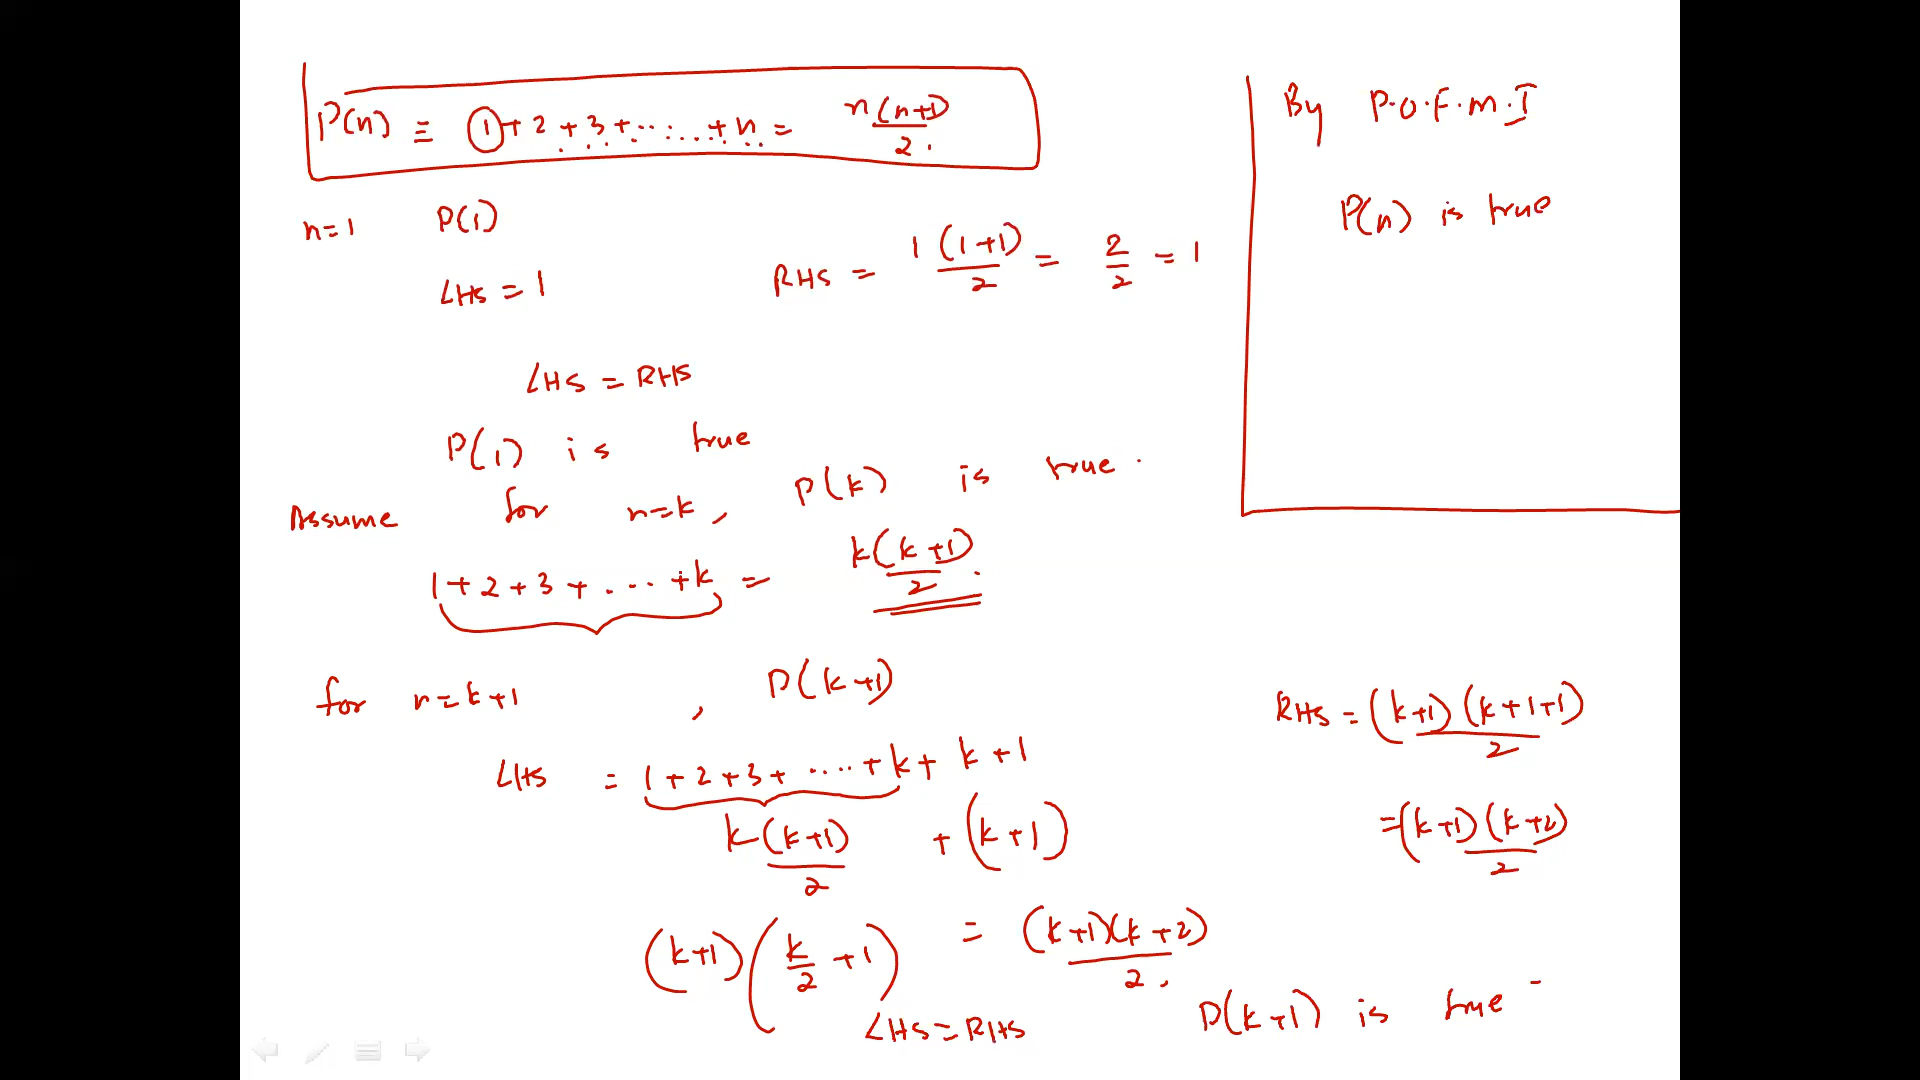 P(n) ≡ 1 + 2 + 3 + ....... + n = n(n+1)/2.
n=1 P(1)
LHS = 1 RHS = 1(1+1)/2 = 2/2 = 1
LHS = RHS
P(1) is true
Assume for n=k, P(k) is true.
1 + 2 + 3 + .... + k = k(k+1)/2.
for n=k+1 , P(k+1)
LHS = 1 + 2 + 3 + ..... + k + k+1
k(k+1)/2 + (k+1)
(k+1)(k/2 + 1) = (k+1)(k+2)/2.
LHS = RHS P(k+1) is true
By P.O.F.M.I
P(n) is true
RHS = (k+1)(k+1+1)/2
= (k+1)(k+2)/2